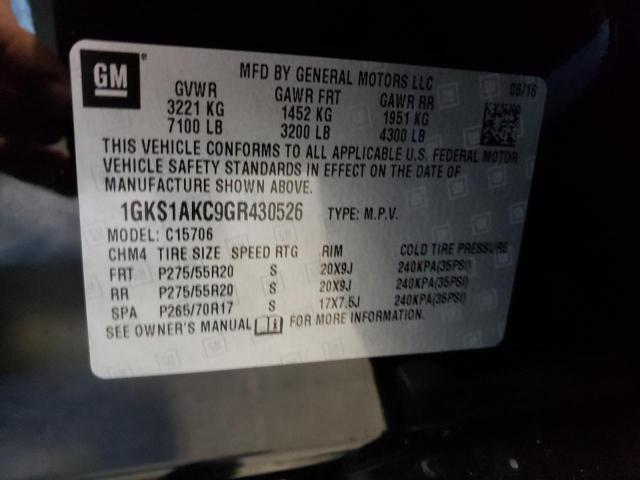 GM
MFD BY GENERAL MOTORS LLC 06/16
GVWR GAWR FRT GAWR RR
3221 KG 1452 KG 1951 KG
7100 LB 3200 LB 4300 LB
THIS VEHICLE CONFORMS TO ALL APPLICABLE U.S. FEDERAL MOTOR
VEHICLE SAFETY STANDARDS IN EFFECT ON THE DATE OF
MANUFACTURE SHOWN ABOVE.
1GKS1AKC9GR430526 TYPE: M.P.V.
MODEL: C15706
CHM4 TIRE SIZE SPEED RTG RIM COLD TIRE PRESSURE
FRT P275/55R20 S 20X9J 240KPA(35PSI)
RR P275/55R20 S 20X9J 240KPA(35PSI)
SPA P265/70R17 S 17X7.5J 240KPA(35PSI)
SEE OWNER'S MANUAL FOR MORE INFORMATION.